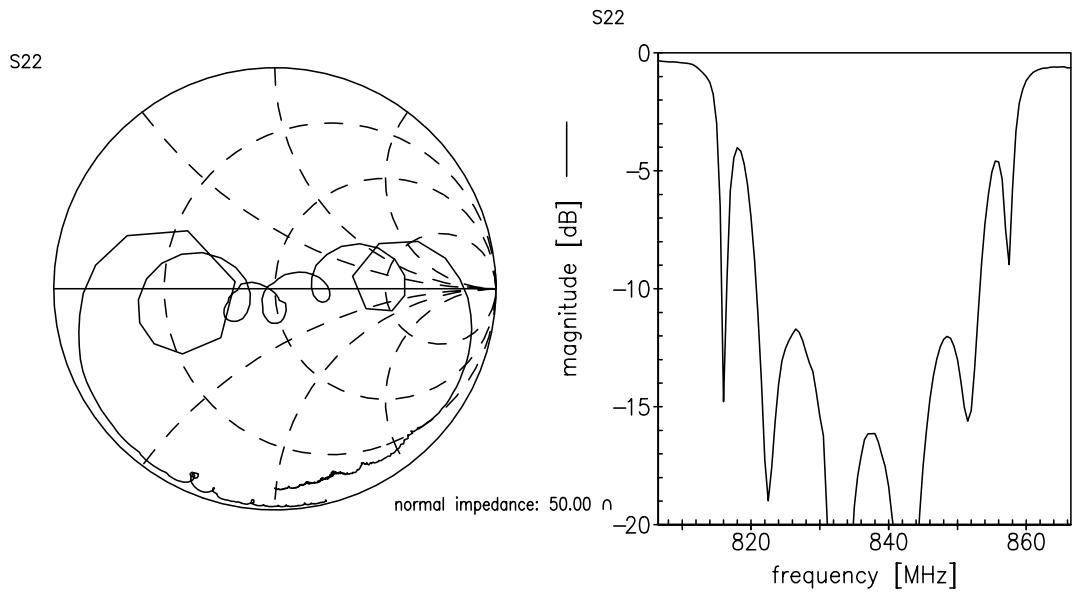 S22
normal impedance: 50.00 ∩
S22
magnitude [dB]
0
−5
−10
−15
−20
820 840 860
frequency [MHz]